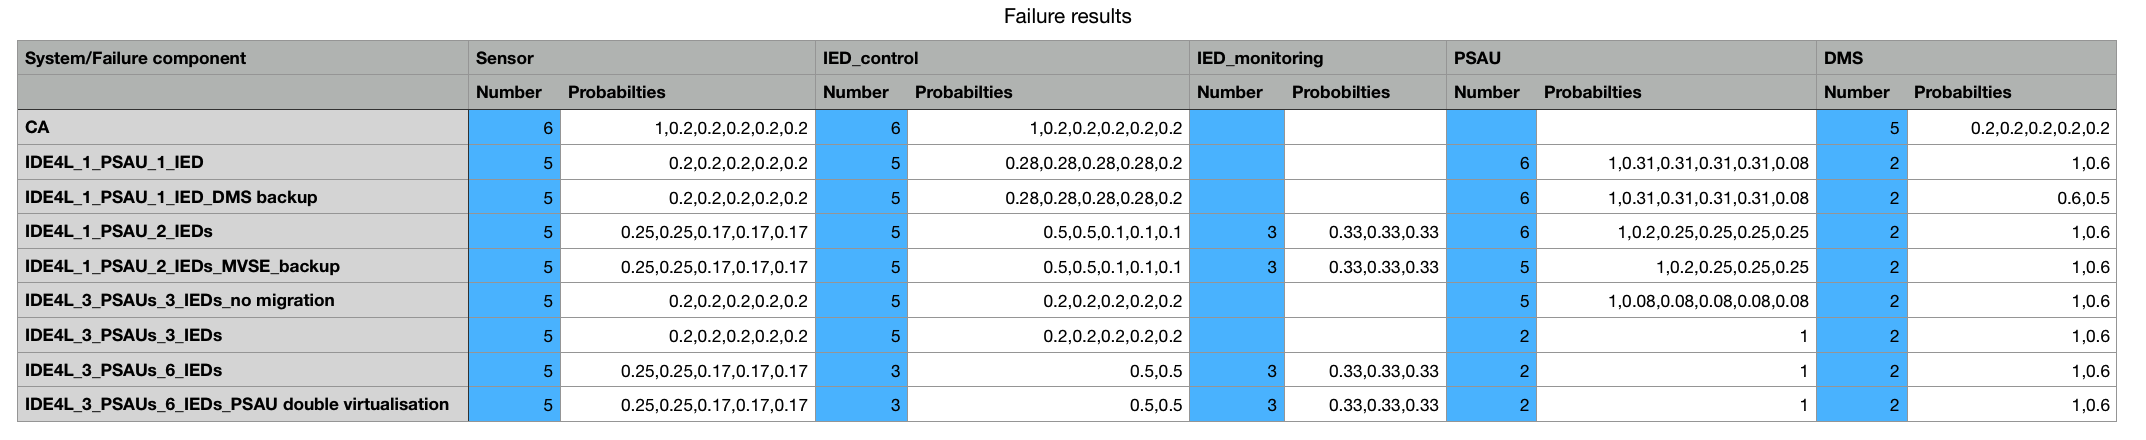 Failure results
System/Failure component Sensor IED_control IED_monitoring PSAU DMS
Number Probabilties Number Probabilties Number Probobilties Number Probabilties Number Probabilties
CA 6 1,0.2,0.2,0.2,0.2,0.2 6 1,0.2,0.2,0.2,0.2,0.2 5 0.2,0.2,0.2,0.2,0.2
IDE4L_1_PSAU_1_IED 5 0.2,0.2,0.2,0.2,0.2 5 0.28,0.28,0.28,0.28,0.2 6 1,0.31,0.31,0.31,0.31,0.08 2 1,0.6
IDE4L_1_PSAU_1_IED_DMS backup 5 0.2,0.2,0.2,0.2,0.2 5 0.28,0.28,0.28,0.28,0.2 6 1,0.31,0.31,0.31,0.31,0.08 2 0.6,0.5
IDE4L_1_PSAU_2_IEDs 5 0.25,0.25,0.17,0.17,0.17 5 0.5,0.5,0.1,0.1,0.1 3 0.33,0.33,0.33 6 1,0.2,0.25,0.25,0.25,0.25 2 1,0.6
IDE4L_1_PSAU_2_IEDs_MVSE_backup 5 0.25,0.25,0.17,0.17,0.17 5 0.5,0.5,0.1,0.1,0.1 3 0.33,0.33,0.33 5 1,0.2,0.25,0.25,0.25 2 1,0.6
IDE4L_3_PSAUs_3_IEDs_no migration 5 0.2,0.2,0.2,0.2,0.2 5 0.2,0.2,0.2,0.2,0.2 5 1,0.08,0.08,0.08,0.08,0.08 2 1,0.6
IDE4L_3_PSAUs_3_IEDs 5 0.2,0.2,0.2,0.2,0.2 5 0.2,0.2,0.2,0.2,0.2 2 1 2 1,0.6
IDE4L_3_PSAUs_6_IEDs 5 0.25,0.25,0.17,0.17,0.17 3 0.5,0.5 3 0.33,0.33,0.33 2 1 2 1,0.6
IDE4L_3_PSAUs_6_IEDs_PSAU double virtualisation 5 0.25,0.25,0.17,0.17,0.17 3 0.5,0.5 3 0.33,0.33,0.33 2 1 2 1,0.6